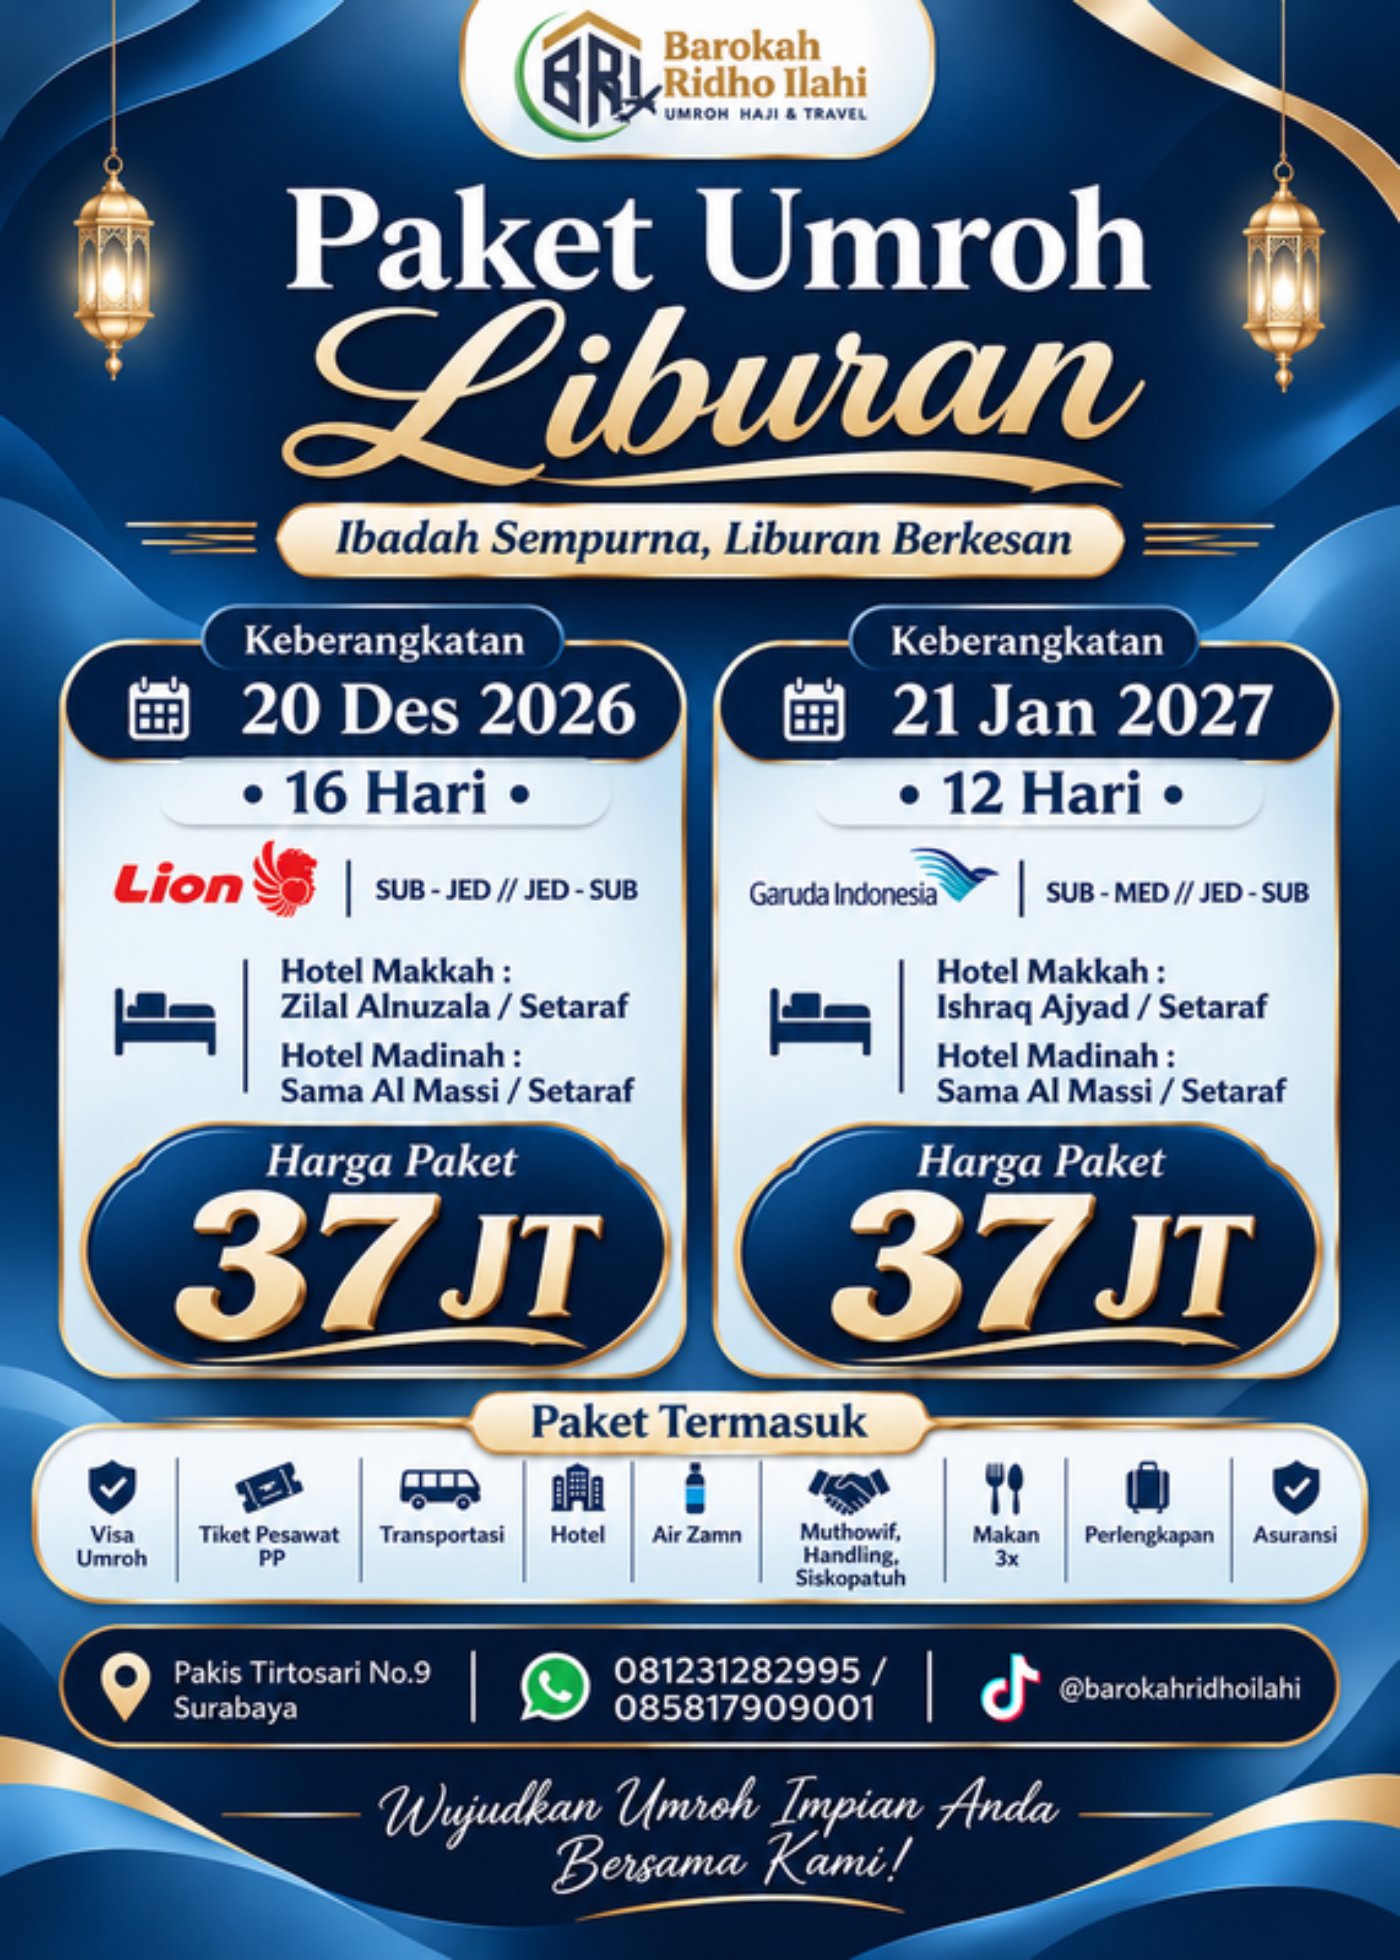 BRI
Barokah
Ridho Ilahi
UMROH HAJI & TRAVEL
Paket Umroh
Liburan
Ibadah Sempurna, Liburan Berkesan
Keberangkatan
20 Des 2026
• 16 Hari •
Lion
SUB - JED // JED - SUB
Hotel Makkah :
Zilal Alnuzala / Setaraf
Hotel Madinah :
Sama Al Massi / Setaraf
Harga Paket
37 JT
Keberangkatan
21 Jan 2027
• 12 Hari •
Garuda Indonesia
SUB - MED // JED - SUB
Hotel Makkah :
Ishraq Ajyad / Setaraf
Hotel Madinah :
Sama Al Massi / Setaraf
Harga Paket
37 JT
Paket Termasuk
Visa
Umroh
Tiket Pesawat
PP
Transportasi
Hotel
Air Zamn
Muthowif,
Handling,
Siskopatuh
Makan
3x
Perlengkapan
Asuransi
Pakis Tirtosari No.9
Surabaya
081231282995 /
085817909001
@barokahridhoilahi
Wujudkan Umroh Impian Anda
Bersama Kami!